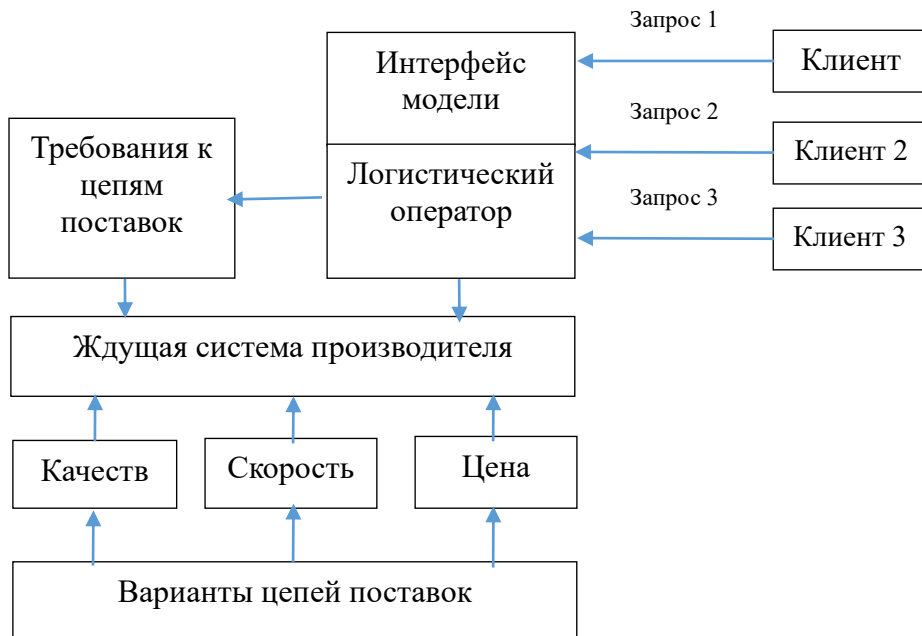 Запрос 1
Интерфейс
модели
Клиент
Запрос 2
Требования к
цепям
поставок
Логистический
оператор
Клиент 2
Запрос 3
Клиент 3
Ждущая система производителя
Качеств
Скорость
Цена
Варианты цепей поставок